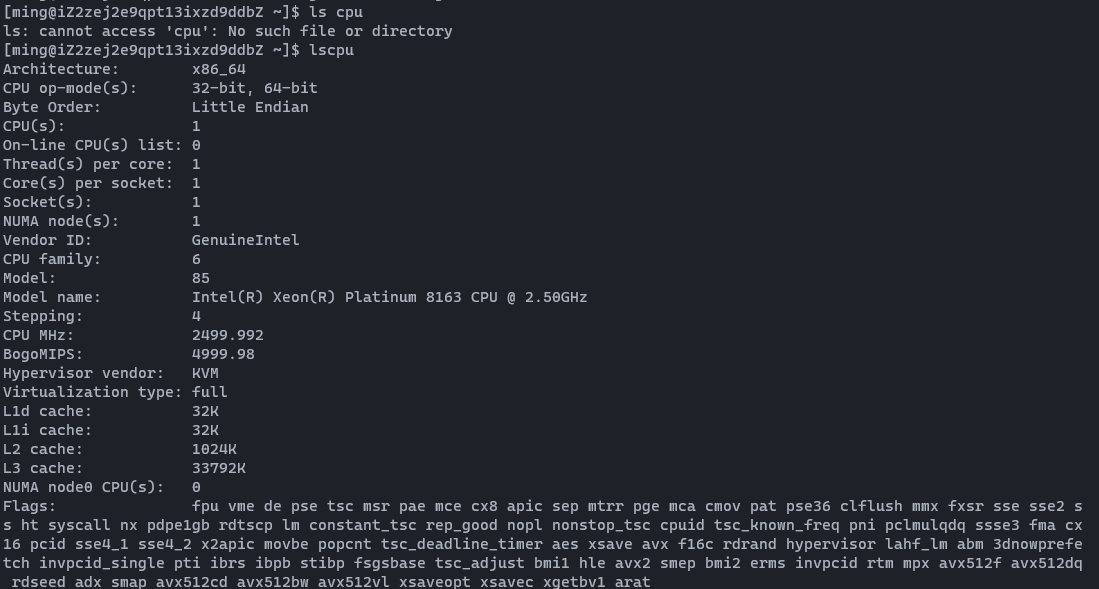 [ming@iZ2zej2e9qpt13ixzd9ddbZ ~]$ ls cpu
ls: cannot access 'cpu': No such file or directory
[ming@iZ2zej2e9qpt13ixzd9ddbZ ~]$ lscpu
Architecture:        x86_64
CPU op-mode(s):      32-bit, 64-bit
Byte Order:          Little Endian
CPU(s):              1
On-line CPU(s) list: 0
Thread(s) per core:  1
Core(s) per socket:  1
Socket(s):           1
NUMA node(s):        1
Vendor ID:           GenuineIntel
CPU family:          6
Model:               85
Model name:          Intel(R) Xeon(R) Platinum 8163 CPU @ 2.50GHz
Stepping:            4
CPU MHz:             2499.992
BogoMIPS:            4999.98
Hypervisor vendor:   KVM
Virtualization type: full
L1d cache:           32K
L1i cache:           32K
L2 cache:            1024K
L3 cache:            33792K
NUMA node0 CPU(s):   0
Flags:               fpu vme de pse tsc msr pae mce cx8 apic sep mtrr pge mca cmov pat pse36 clflush mmx fxsr sse sse2 s
s ht syscall nx pdpe1gb rdtscp lm constant_tsc rep_good nopl nonstop_tsc cpuid tsc_known_freq pni pclmulqdq ssse3 fma cx
16 pcid sse4_1 sse4_2 x2apic movbe popcnt tsc_deadline_timer aes xsave avx f16c rdrand hypervisor lahf_lm abm 3dnowprefe
tch invpcid_single pti ibrs ibpb stibp fsgsbase tsc_adjust bmi1 hle avx2 smep bmi2 erms invpcid rtm mpx avx512f avx512dq
 rdseed adx smap avx512cd avx512bw avx512vl xsaveopt xsavec xgetbv1 arat